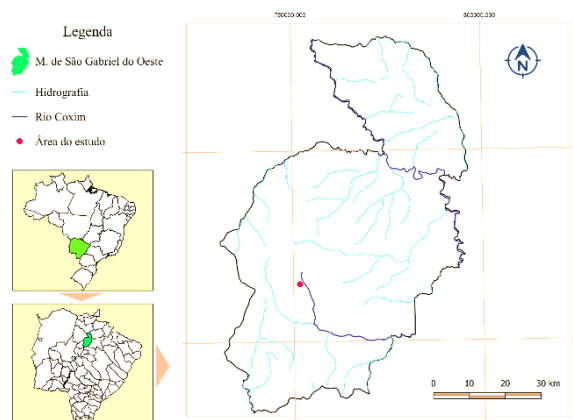 Legenda
M. de São Gabriel do Oeste
Hidrografia
Rio Coxim
Área do estudo
750000.000
800000.000
N
0 10 20 30 km